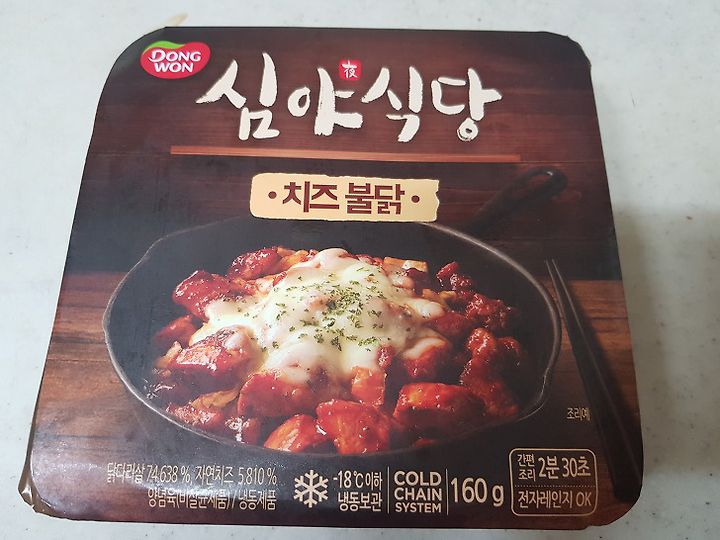 DONG
WON
심야식당
夜
· 치즈 불닭 ·
조리예
닭다리살 74.638 %, 자연치즈 5.810 %
양념육(비살균제품) / 냉동제품
-18℃ 이하
냉동보관
COLD
CHAIN
SYSTEM
160 g
간편
조리
2분 30초
전자레인지 OK